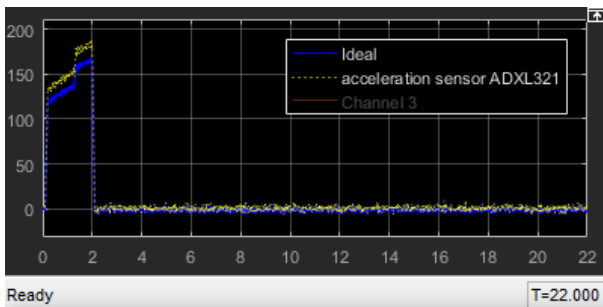 200
Ideal
acceleration sensor ADXL321
Channel 3
150
100
50
0
0 2 4 6 8 10 12 14 16 18 20 22
Ready T=22.000